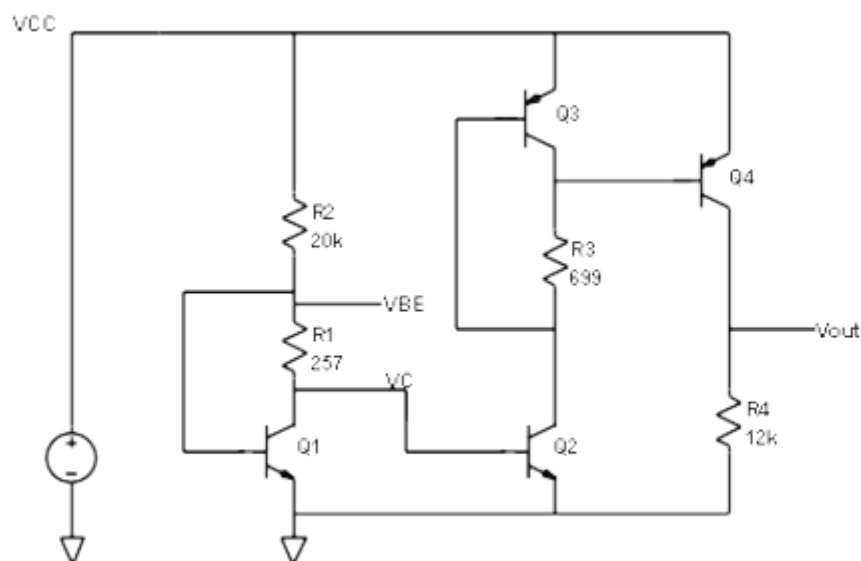 VCC
Q3
Q4
R2
20k
R3
699
VBE
R1
257
Vout
VC
R4
12k
Q1
Q2
+
−